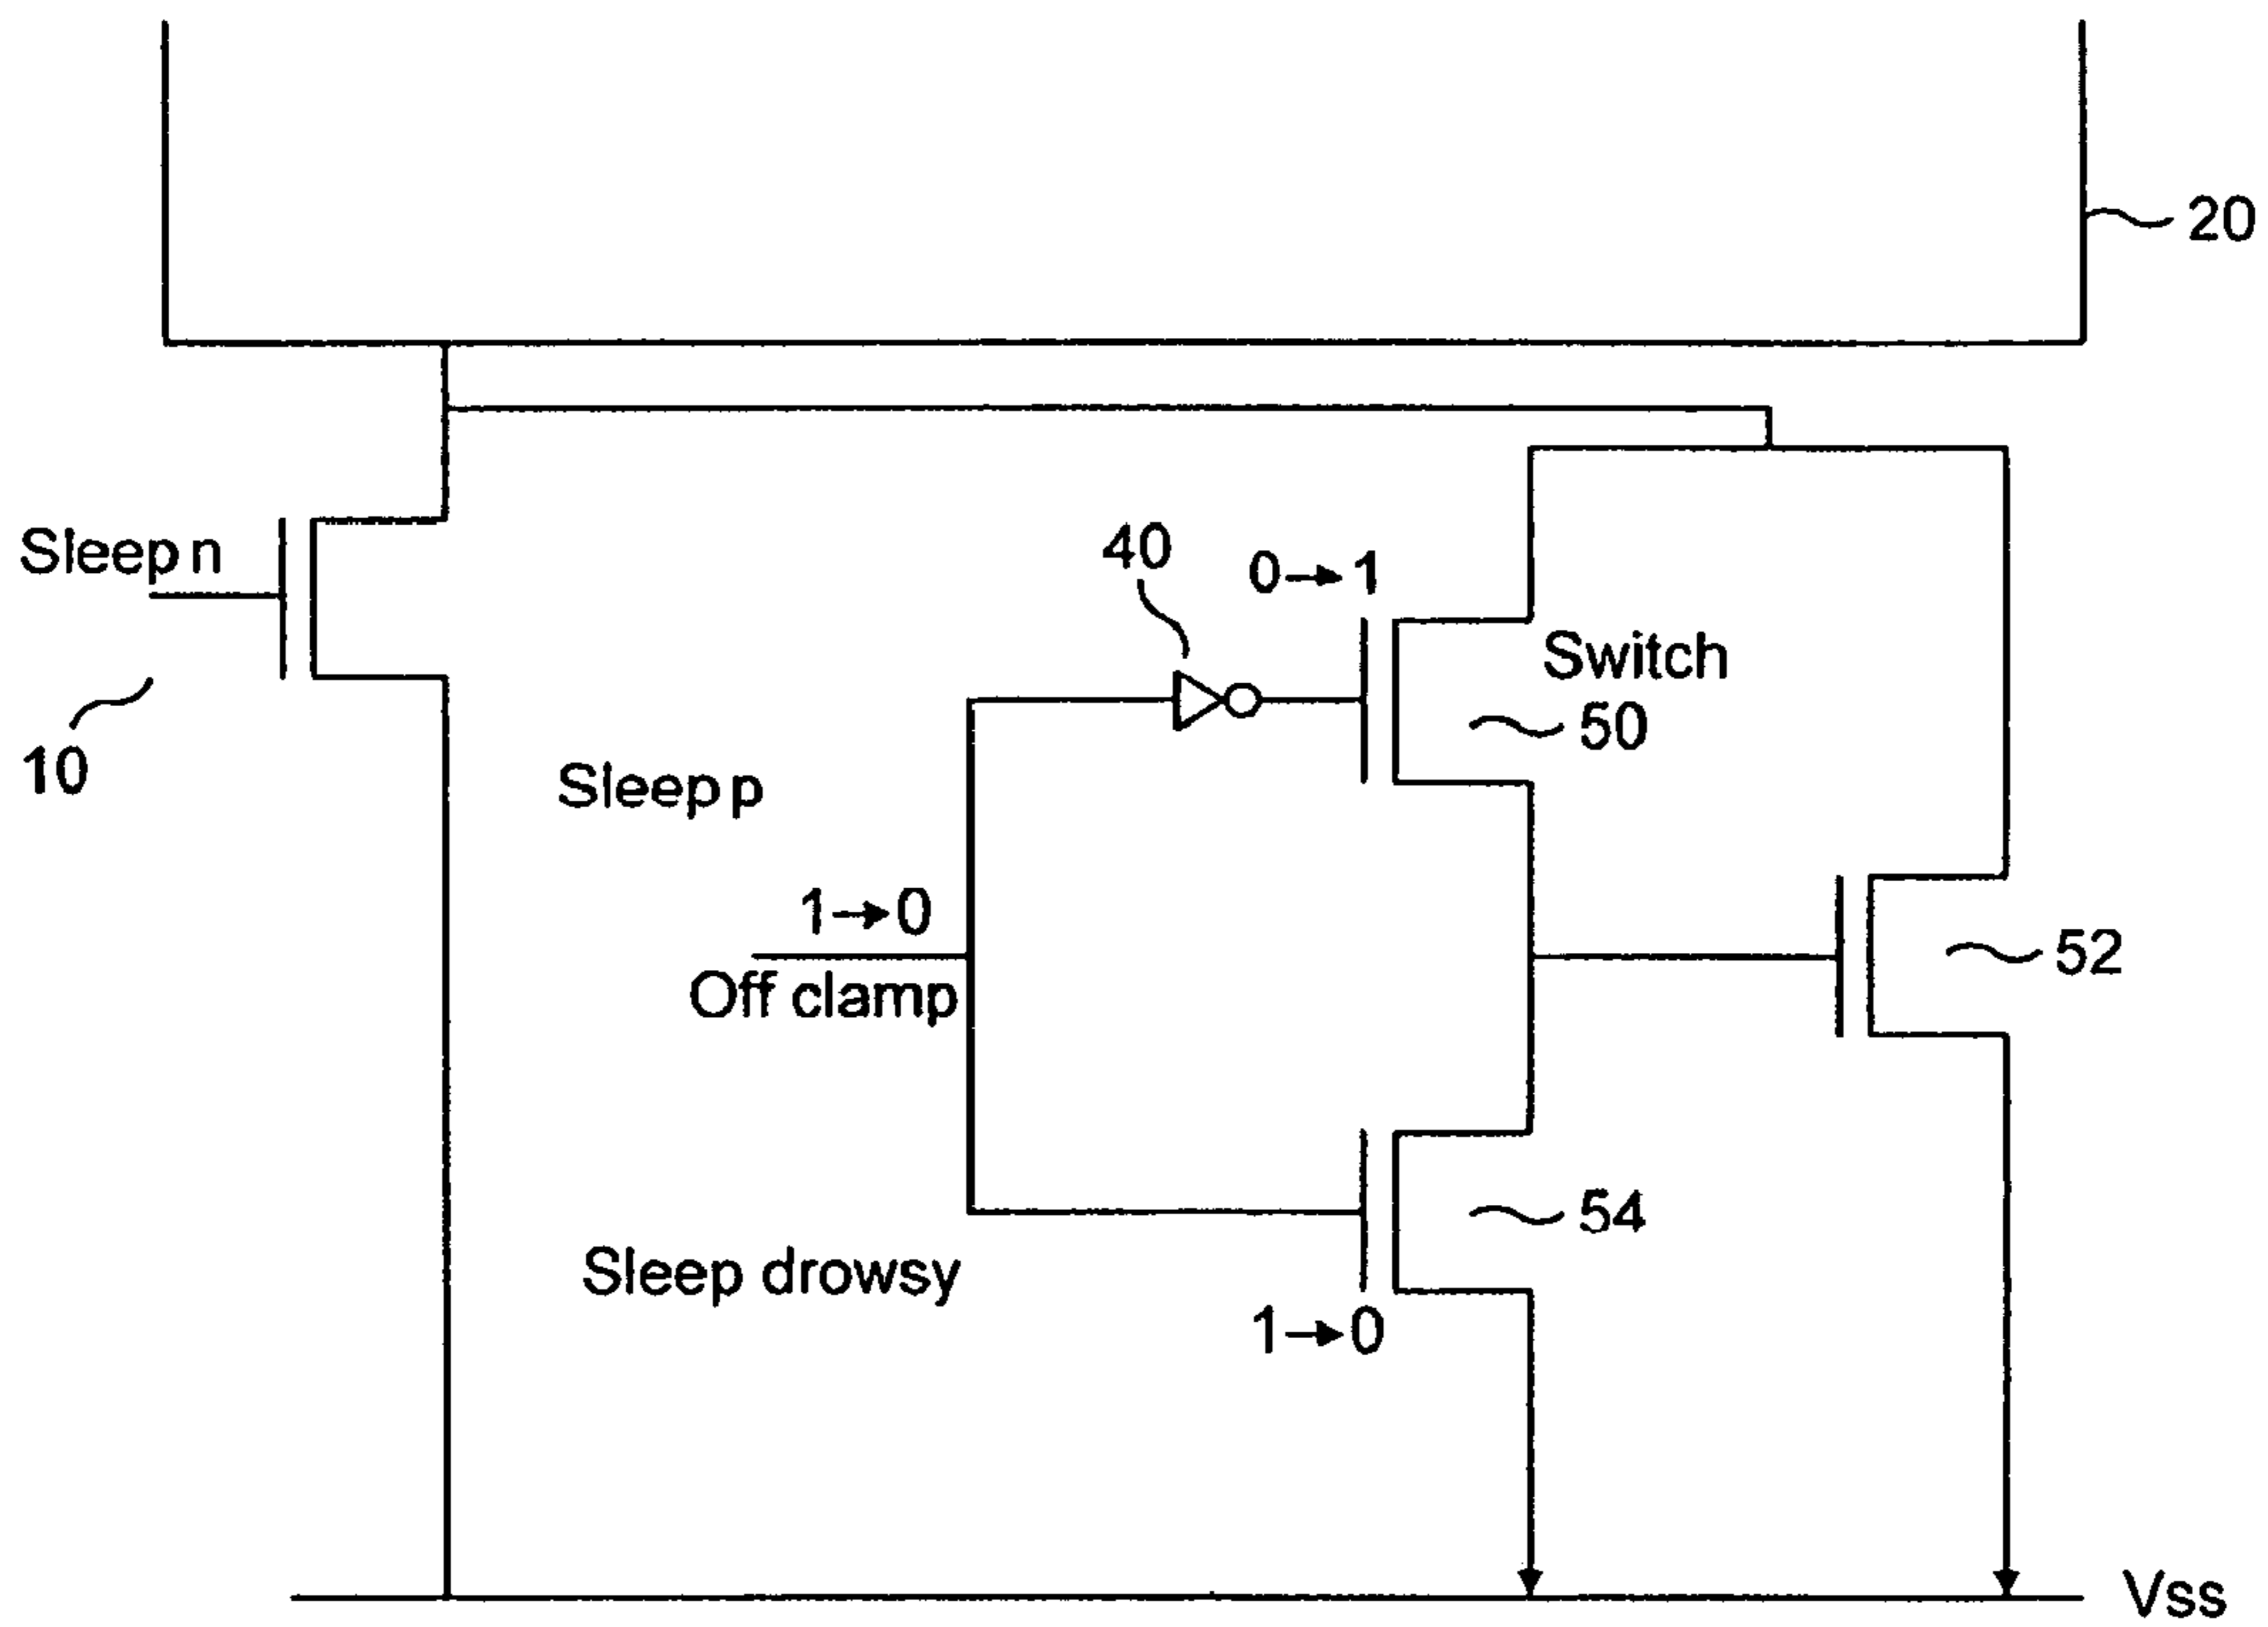 20
Sleep n
40
0→1
Switch
50
10
Sleep p
1→0
Off clamp
52
54
Sleep drowsy
1→0
Vss